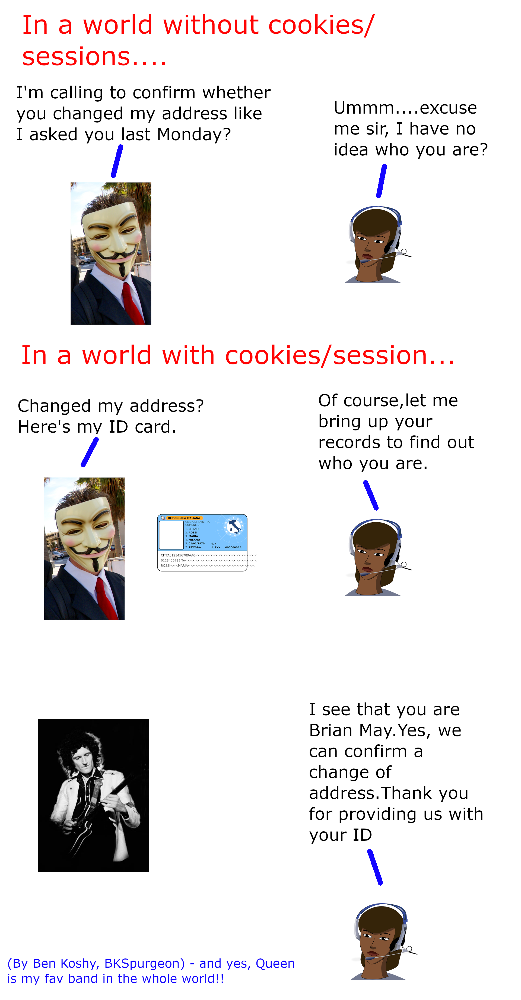 In a world without cookies/
sessions....
I'm calling to confirm whether
you changed my address like
I asked you last Monday?
Ummm....excuse
me sir, I have no
idea who you are?
In a world with cookies/session...
Changed my address?
Here's my ID card.
Of course,let me
bring up your
records to find out
who you are.
REPUBBLICA ITALIANA
CARTA DI IDENTITA'
COMUNE DI
1. MILANO
2. ROSSI
3. MARIA
4. MILANO
5. 01/01/1970 6. F
7. 15XX-I-A 8. 1XX 0000000AA
CITTA0123456789AA0<<<<<<<<<<<<<<<<<<<<<<<<
0123456789ITA<<<<<<<<<<<<<<<<<<<<<<<<<<<<
ROSSI<<<MARIA<<<<<<<<<<<<<<<<<<<<<<<<<<
I see that you are
Brian May.Yes, we
can confirm a
change of
address.Thank you
for providing us with
your ID
(By Ben Koshy, BKSpurgeon) - and yes, Queen
is my fav band in the whole world!!